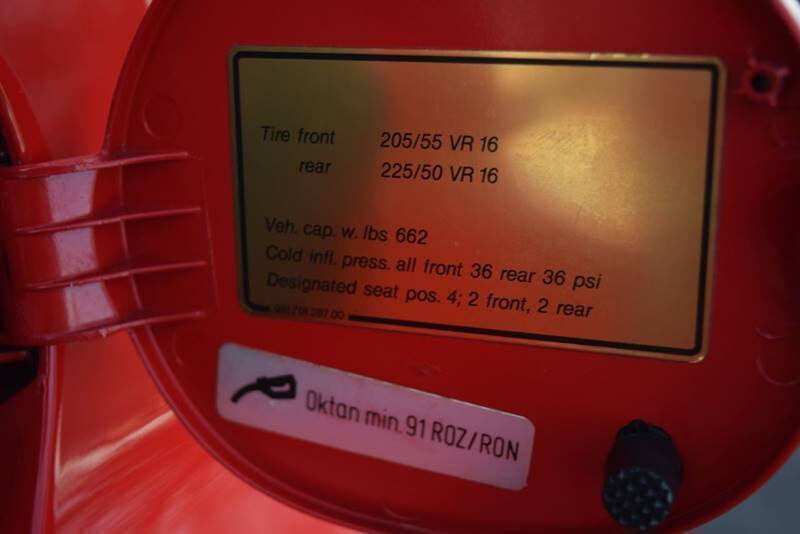 Tire front 205/55 VR 16
rear 225/50 VR 16
Veh. cap. w. lbs 662
Cold infl. press. all front 36 rear 36 psi
Designated seat pos. 4; 2 front, 2 rear
Oktan min. 91 ROZ/RON